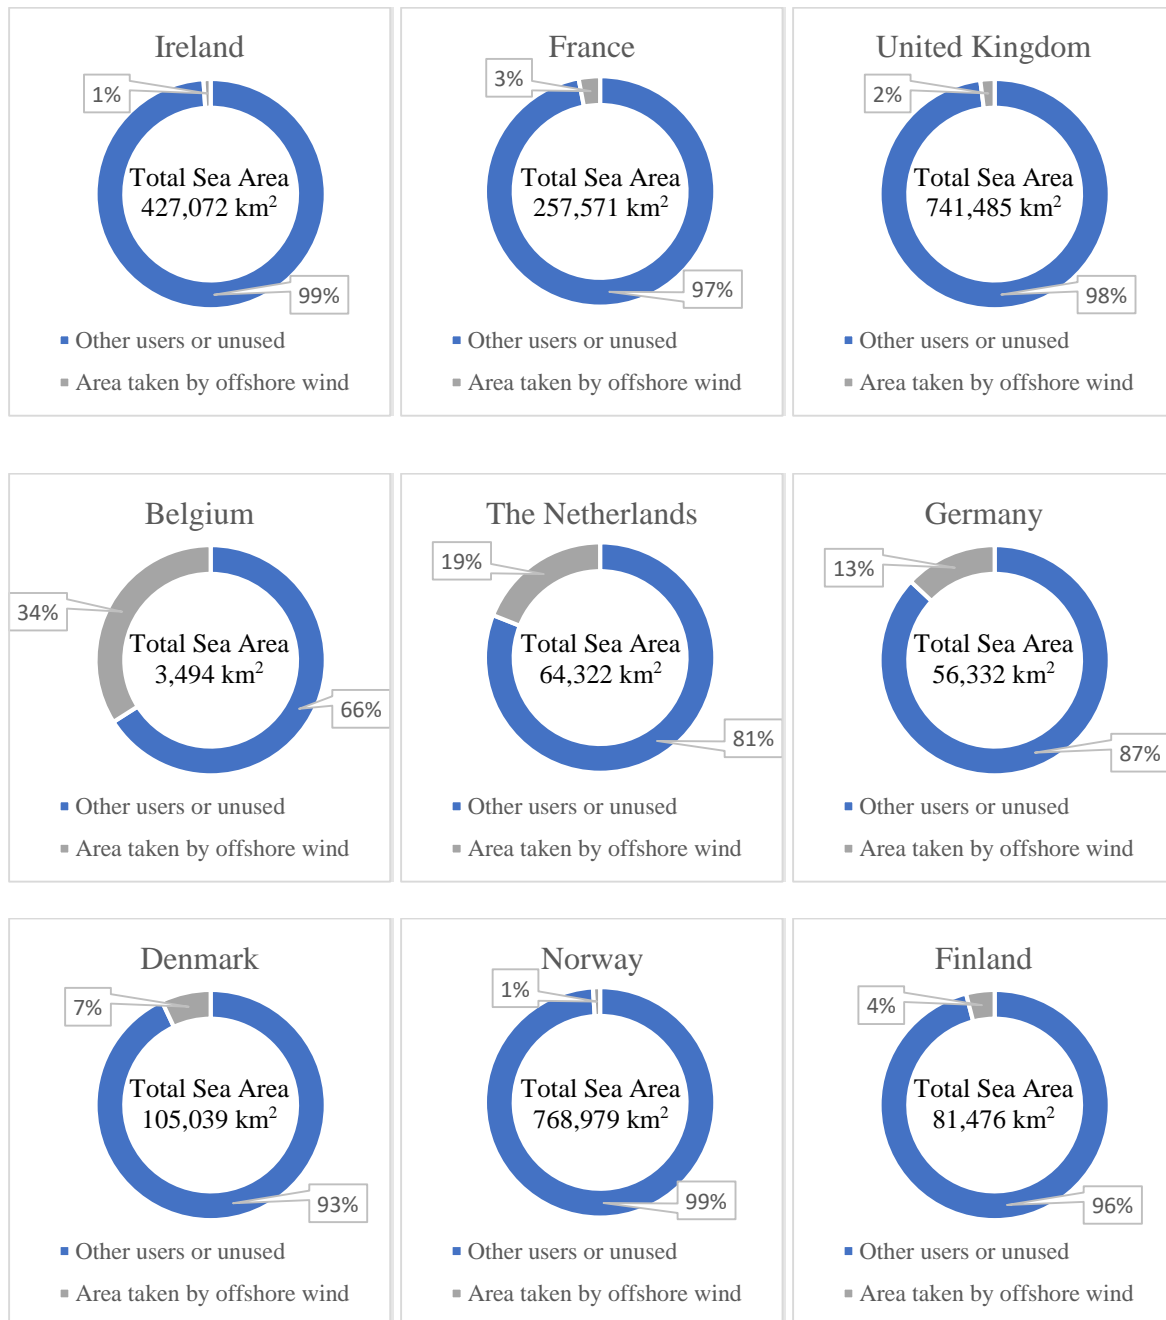 Ireland
1%
Total Sea Area
427,072 km²
99%
■ Other users or unused
■ Area taken by offshore wind
France
3%
Total Sea Area
257,571 km²
97%
■ Other users or unused
■ Area taken by offshore wind
United Kingdom
2%
Total Sea Area
741,485 km²
98%
■ Other users or unused
■ Area taken by offshore wind
Belgium
34%
Total Sea Area
3,494 km²
66%
■ Other users or unused
■ Area taken by offshore wind
The Netherlands
19%
Total Sea Area
64,322 km²
81%
■ Other users or unused
■ Area taken by offshore wind
Germany
13%
Total Sea Area
56,332 km²
87%
■ Other users or unused
■ Area taken by offshore wind
Denmark
7%
Total Sea Area
105,039 km²
93%
■ Other users or unused
■ Area taken by offshore wind
Norway
1%
Total Sea Area
768,979 km²
99%
■ Other users or unused
■ Area taken by offshore wind
Finland
4%
Total Sea Area
81,476 km²
96%
■ Other users or unused
■ Area taken by offshore wind